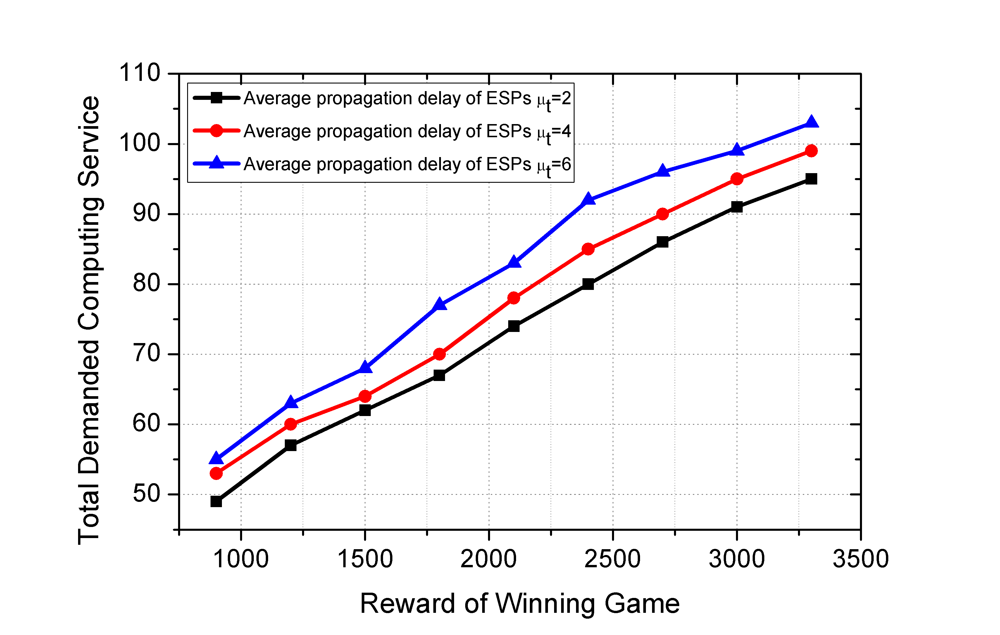 110
100
90
80
70
60
50
Total Demanded Computing Service
Average propagation delay of ESPs μt=2
Average propagation delay of ESPs μt=4
Average propagation delay of ESPs μt=6
1000 1500 2000 2500 3000 3500
Reward of Winning Game